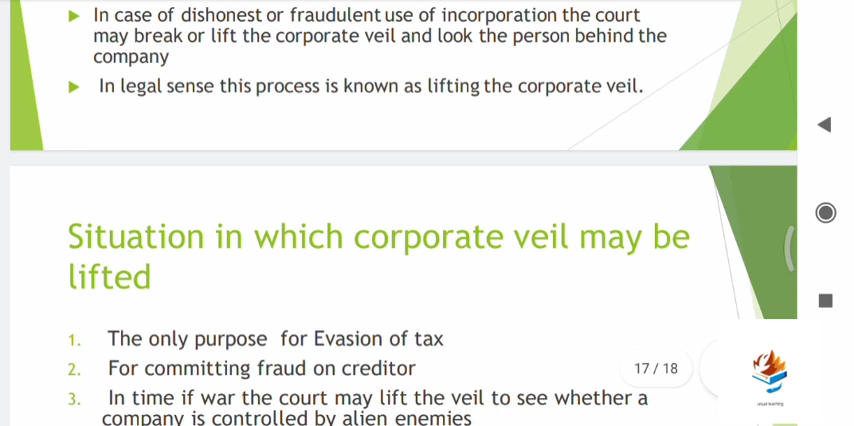 In case of dishonest or fraudulent use of incorporation the court
may break or lift the corporate veil and look the person behind the
company
In legal sense this process is known as lifting the corporate veil.
Situation in which corporate veil may be
lifted
1. The only purpose for Evasion of tax
2. For committing fraud on creditor
3. In time if war the court may lift the veil to see whether a
company is controlled by alien enemies
17 / 18